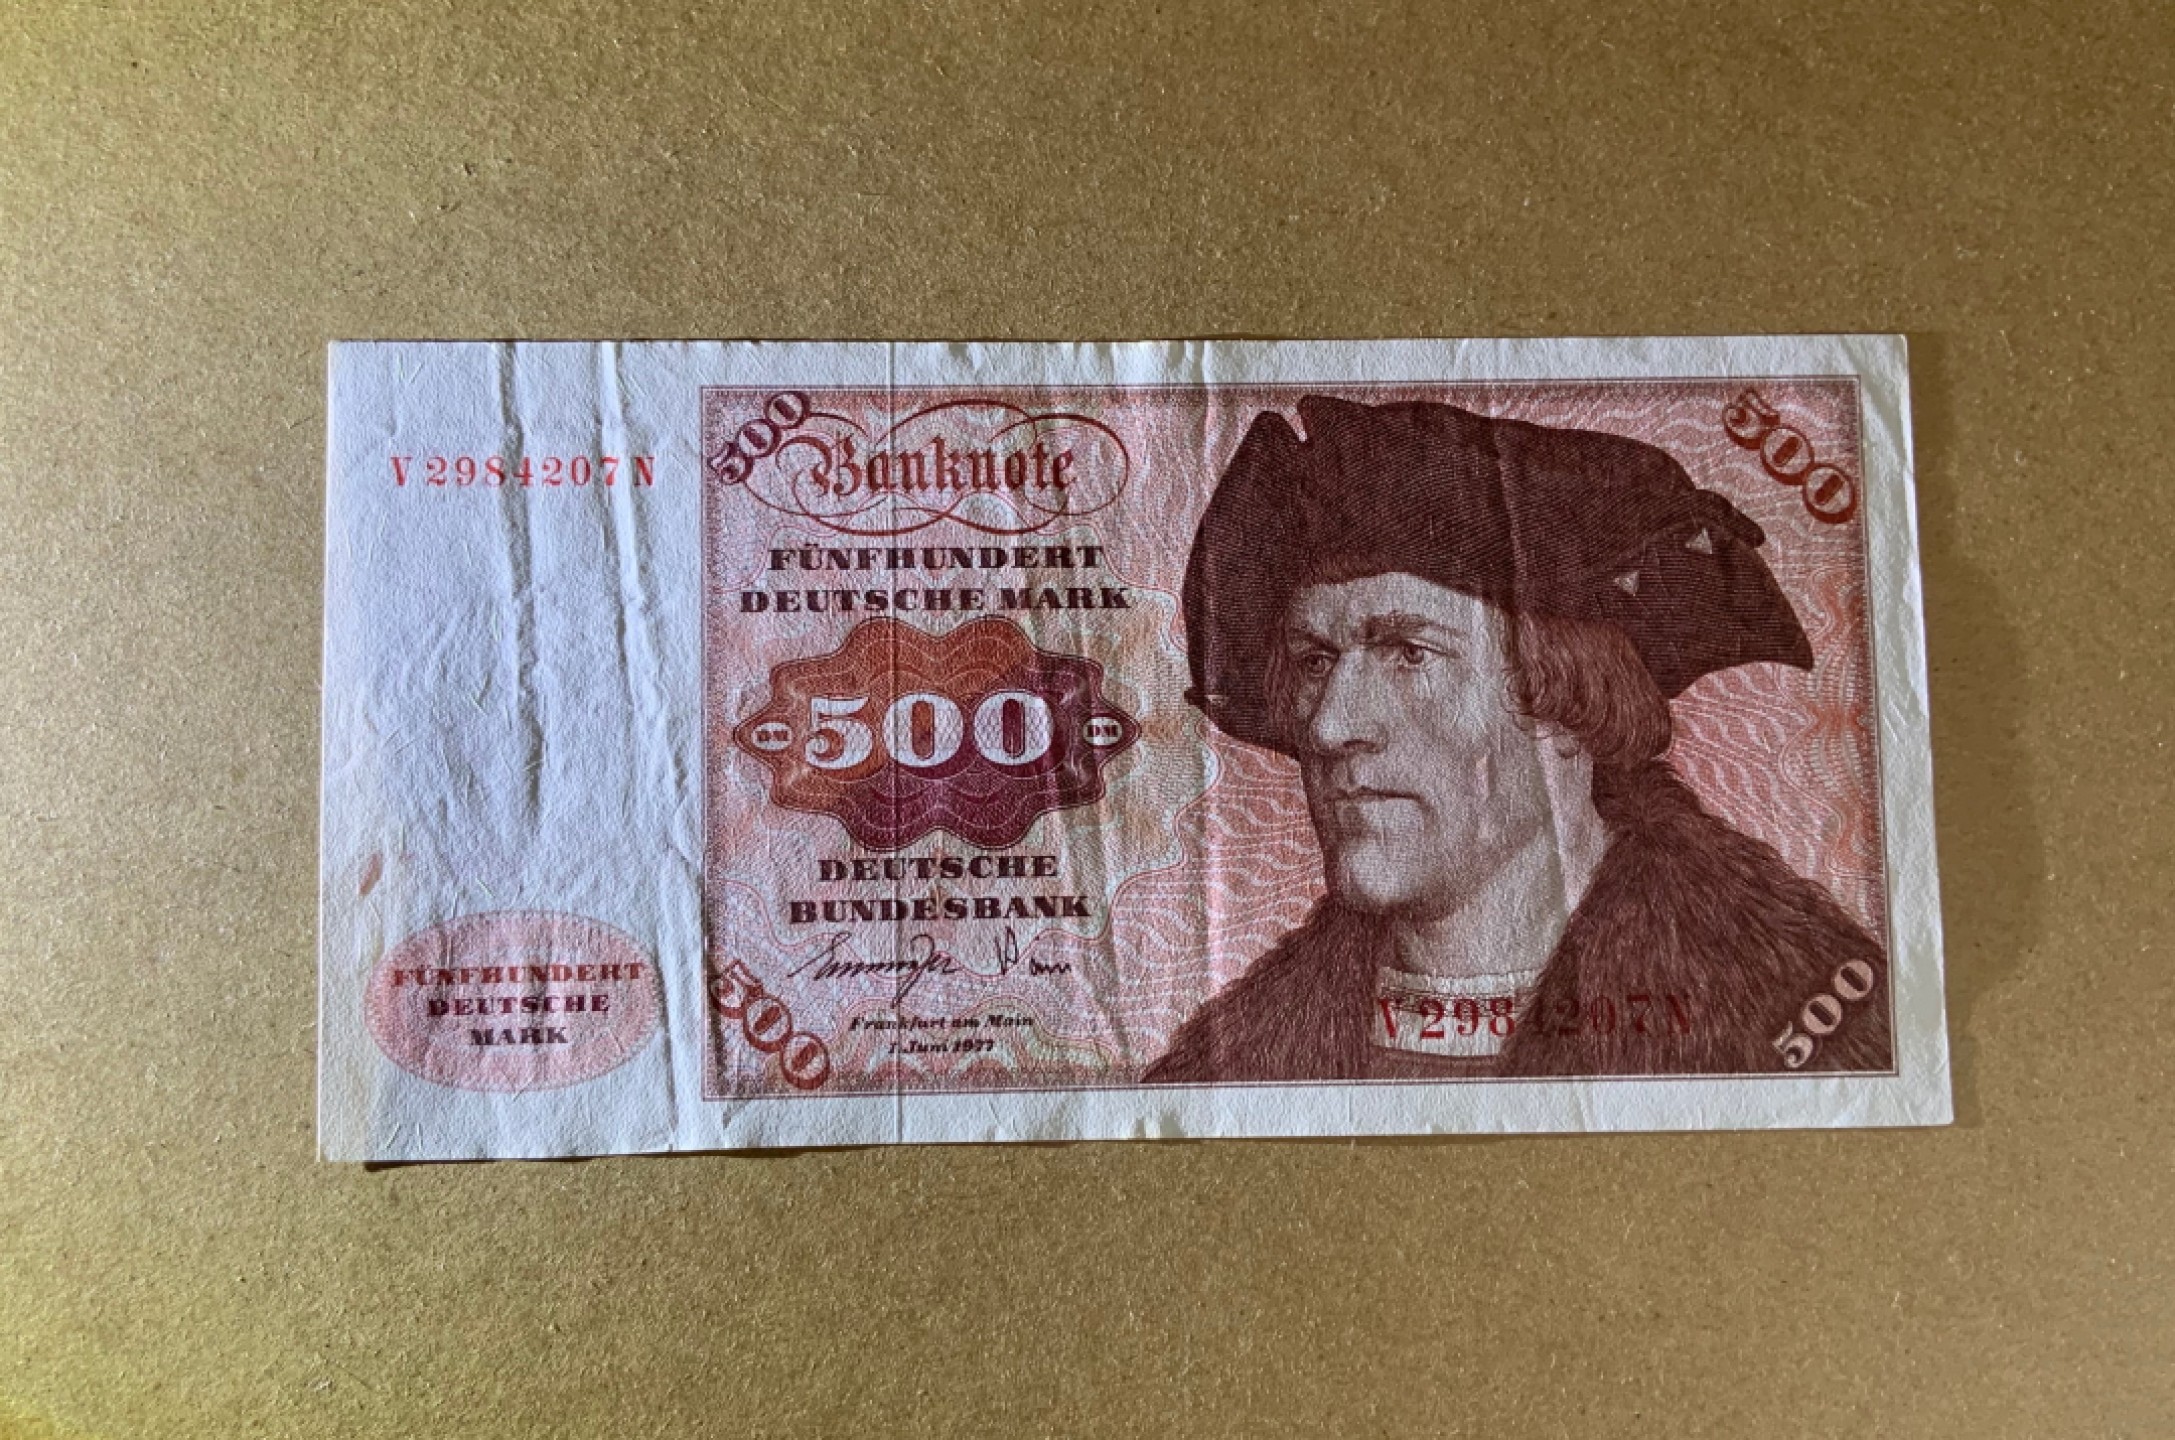 V2984207N
500
Banknote
500
FÜNFHUNDERT
DEUTSCHE MARK
DM 500 DM
DEUTSCHE
BUNDESBANK
FÜNFHUNDERT
DEUTSCHE
MARK
500
Frankfurt am Main
1. Juni 1977
V2984207N
500